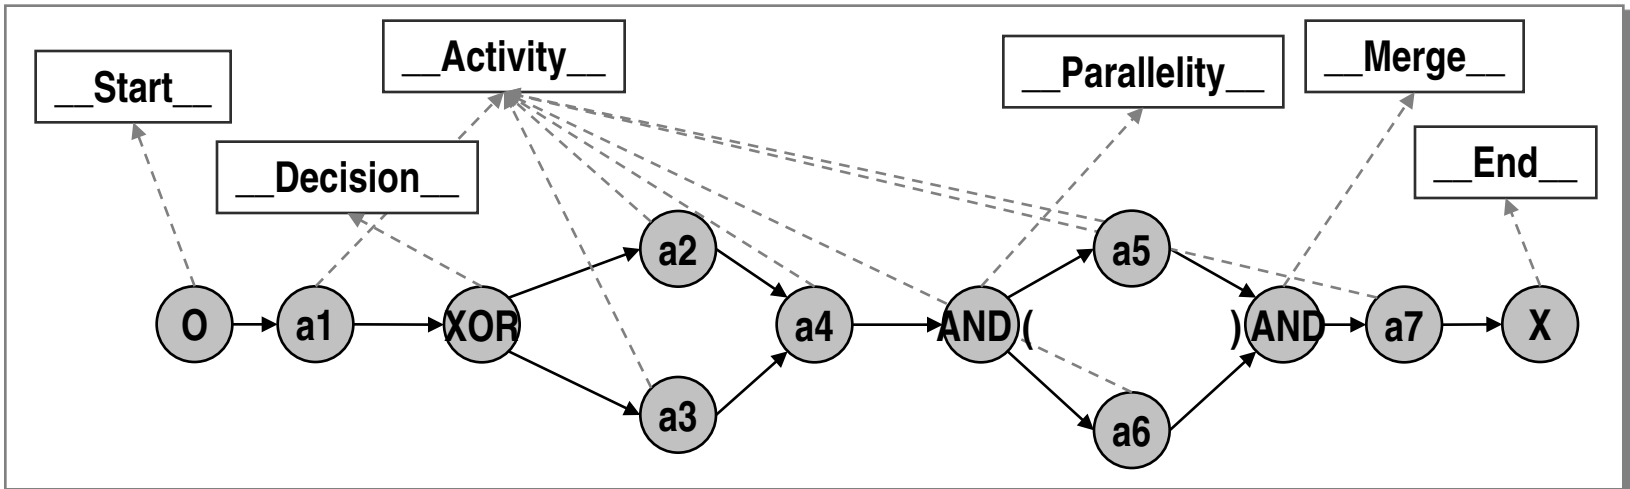 __Start__
__Activity__
__Decision__
__Parallelity__
__Merge__
__End__
O
a1
XOR
a2
a3
a4
AND (
a5
a6
) AND
a7
X